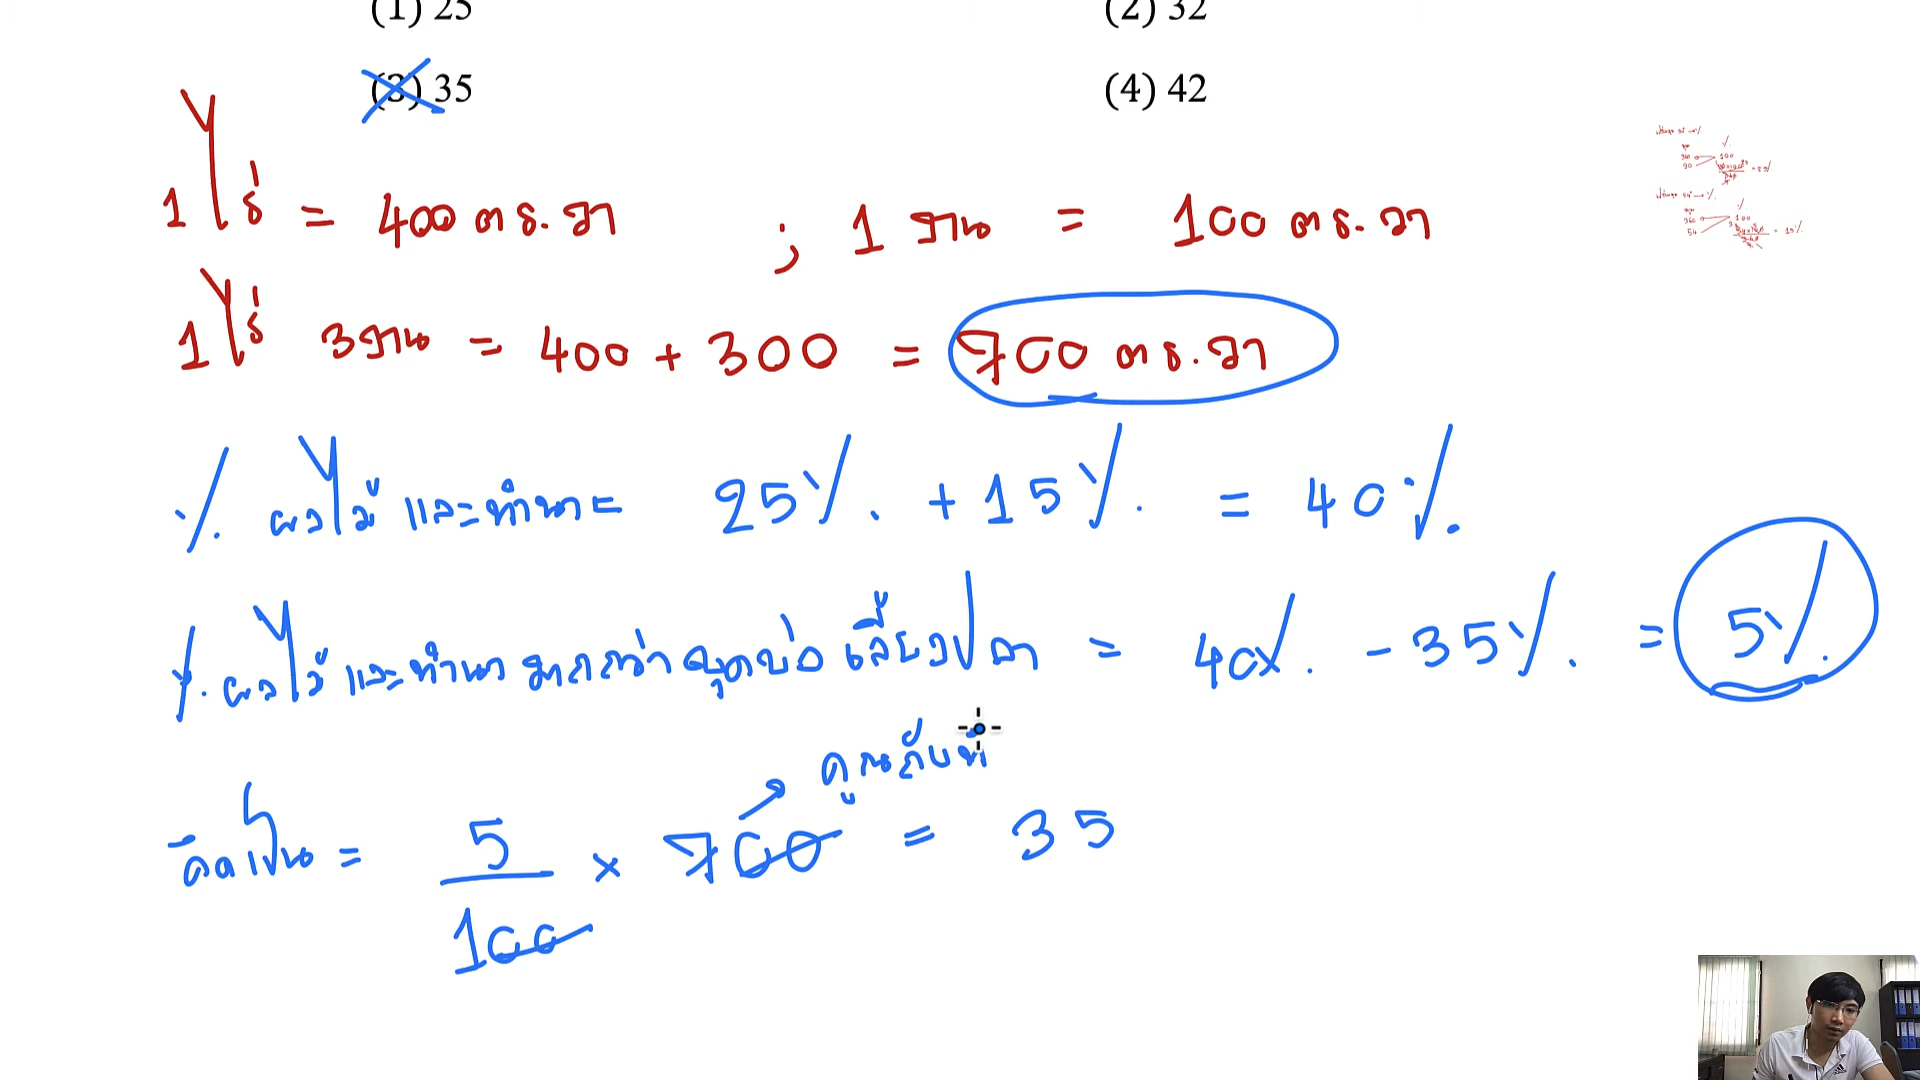 (1) 25 (2) 32
(3) 35 (4) 42
1 ไร่ = 400 ตร.วา ; 1 งาน = 100 ตร.วา
1 ไร่ 3 งาน = 400 + 300 = 700 ตร.วา
% ผลไม้ และทำนา = 25% + 15% = 40%
% ผลไม้ และทำนา มากกว่า ขุดบ่อ เลี้ยงปลา = 40% - 35% = 5%
คูณกับที่
คิดเป็น = 5/100 × 700 = 35